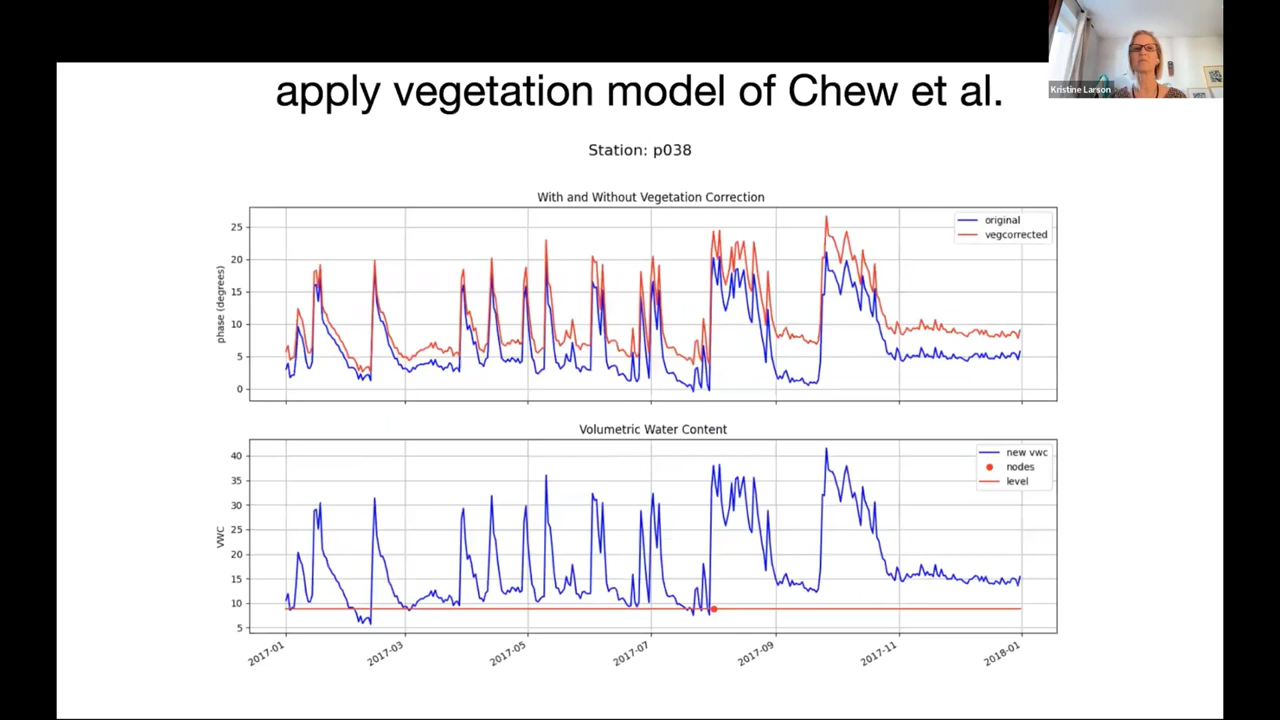 apply vegetation model of Chew et al.
Kristine Larson
Station: p038
With and Without Vegetation Correction
original
vegcorrected
phase (degrees)
25
20
15
10
5
0
Volumetric Water Content
new vwc
nodes
level
VWC
40
35
30
25
20
15
10
5
2017-01
2017-03
2017-05
2017-07
2017-09
2017-11
2018-01